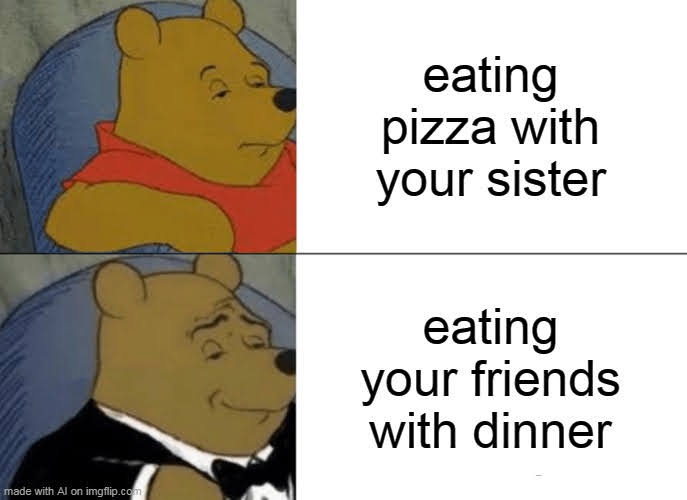 eating
pizza with
your sister
eating
your friends
with dinner
made with AI on imgflip.com